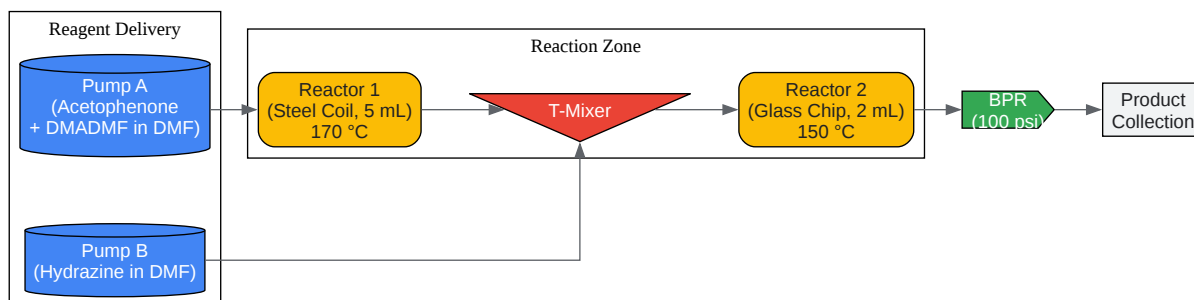 Reagent Delivery
Pump A
(Acetophenone
+ DMADMF in DMF)
Pump B
(Hydrazine in DMF)
Reaction Zone
Reactor 1
(Steel Coil, 5 mL)
170 °C
T-Mixer
Reactor 2
(Glass Chip, 2 mL)
150 °C
BPR
(100 psi)
Product
Collection